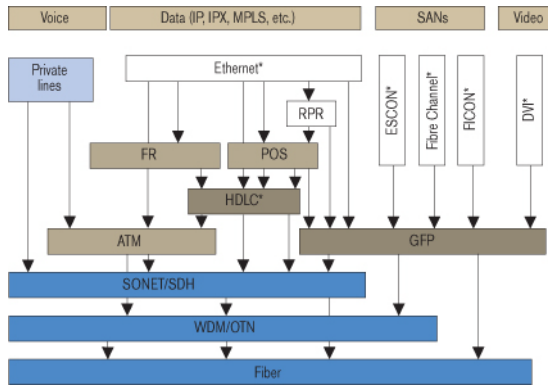 Voice
Data (IP, IPX, MPLS, etc.)
SANs
Video
Private
lines
Ethernet*
RPR
ESCON*
Fibre Channel*
FICON*
DVI*
FR
POS
HDLC*
ATM
GFP
SONET/SDH
WDM/OTN
Fiber